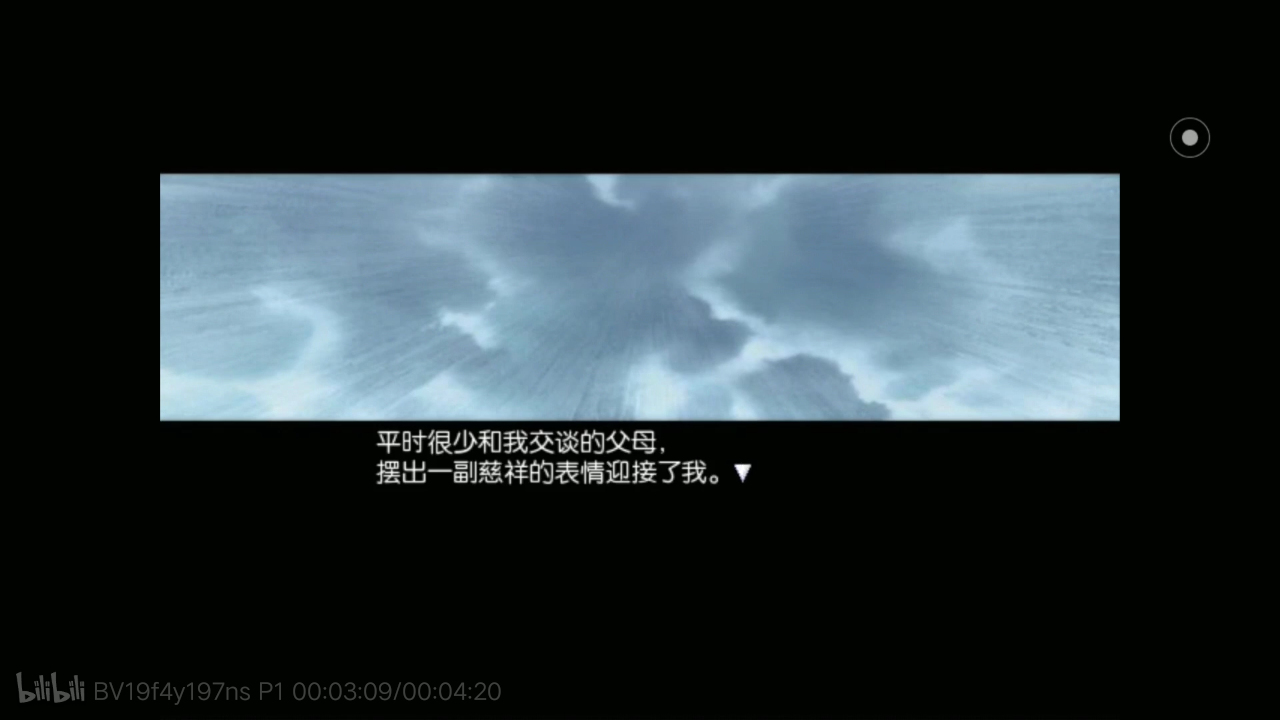 平时很少和我交谈的父母，
摆出一副慈祥的表情迎接了我。
bilibili BV19f4y197ns P1 00:03:09/00:04:20